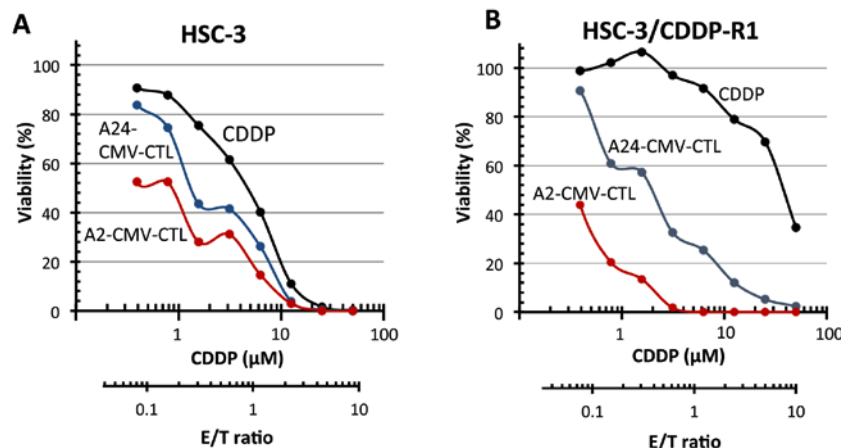 A
HSC-3
Viability (%)
100
80
60
40
20
0
A24-
CMV-CTL
CDDP
A2-CMV-CTL
1
10
100
CDDP (µM)
0.1
1
10
E/T ratio
B
HSC-3/CDDP-R1
Viability (%)
100
80
60
40
20
0
CDDP
A24-CMV-CTL
A2-CMV-CTL
1
10
100
CDDP (µM)
0.1
1
10
E/T ratio